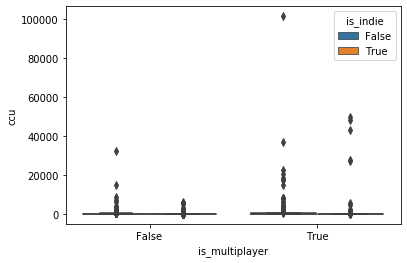 is_indie
False
True
100000
80000
60000
40000
20000
0
ccu
False
True
is_multiplayer